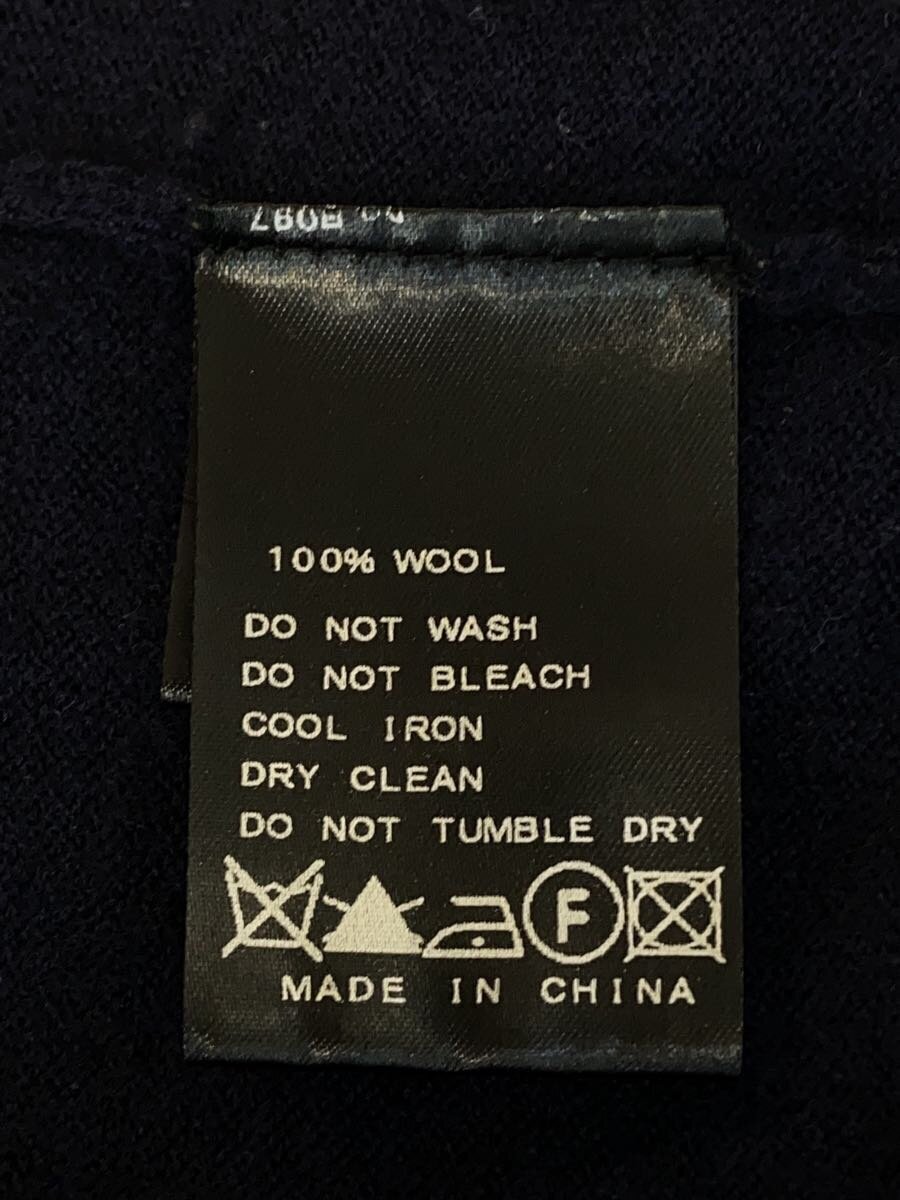 100% WOOL
DO NOT WASH
DO NOT BLEACH
COOL IRON
DRY CLEAN
DO NOT TUMBLE DRY
F
MADE IN CHINA